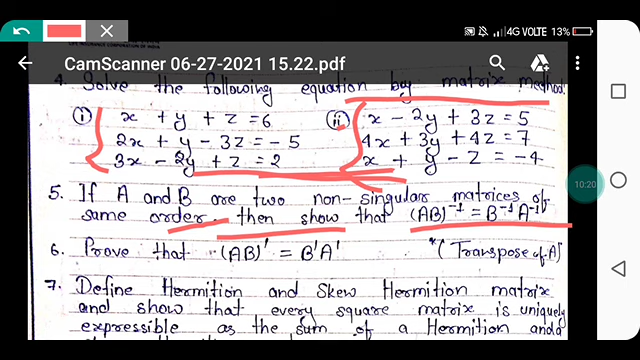 4G VOLTE 13%
CamScanner 06-27-2021 15.22.pdf
4. Solve the following equation by matrix method
(i) x + y + z = 6
2x + y - 3z = -5
3x - 2y + z = 2
(ii) x - 2y + 3z = 5
4x + 3y + 4z = 7
x + y - z = -4
10:20
5. If A and B are two non-singular matrices of
same order then show that (AB)⁻¹ = B⁻¹A⁻¹
6. Prove that (AB)' = B'A' *(Transpose of A)
7. Define Hermition and Skew Hermition matrix
and show that every square matrix is uniquely
expressible as the sum of a Hermition and